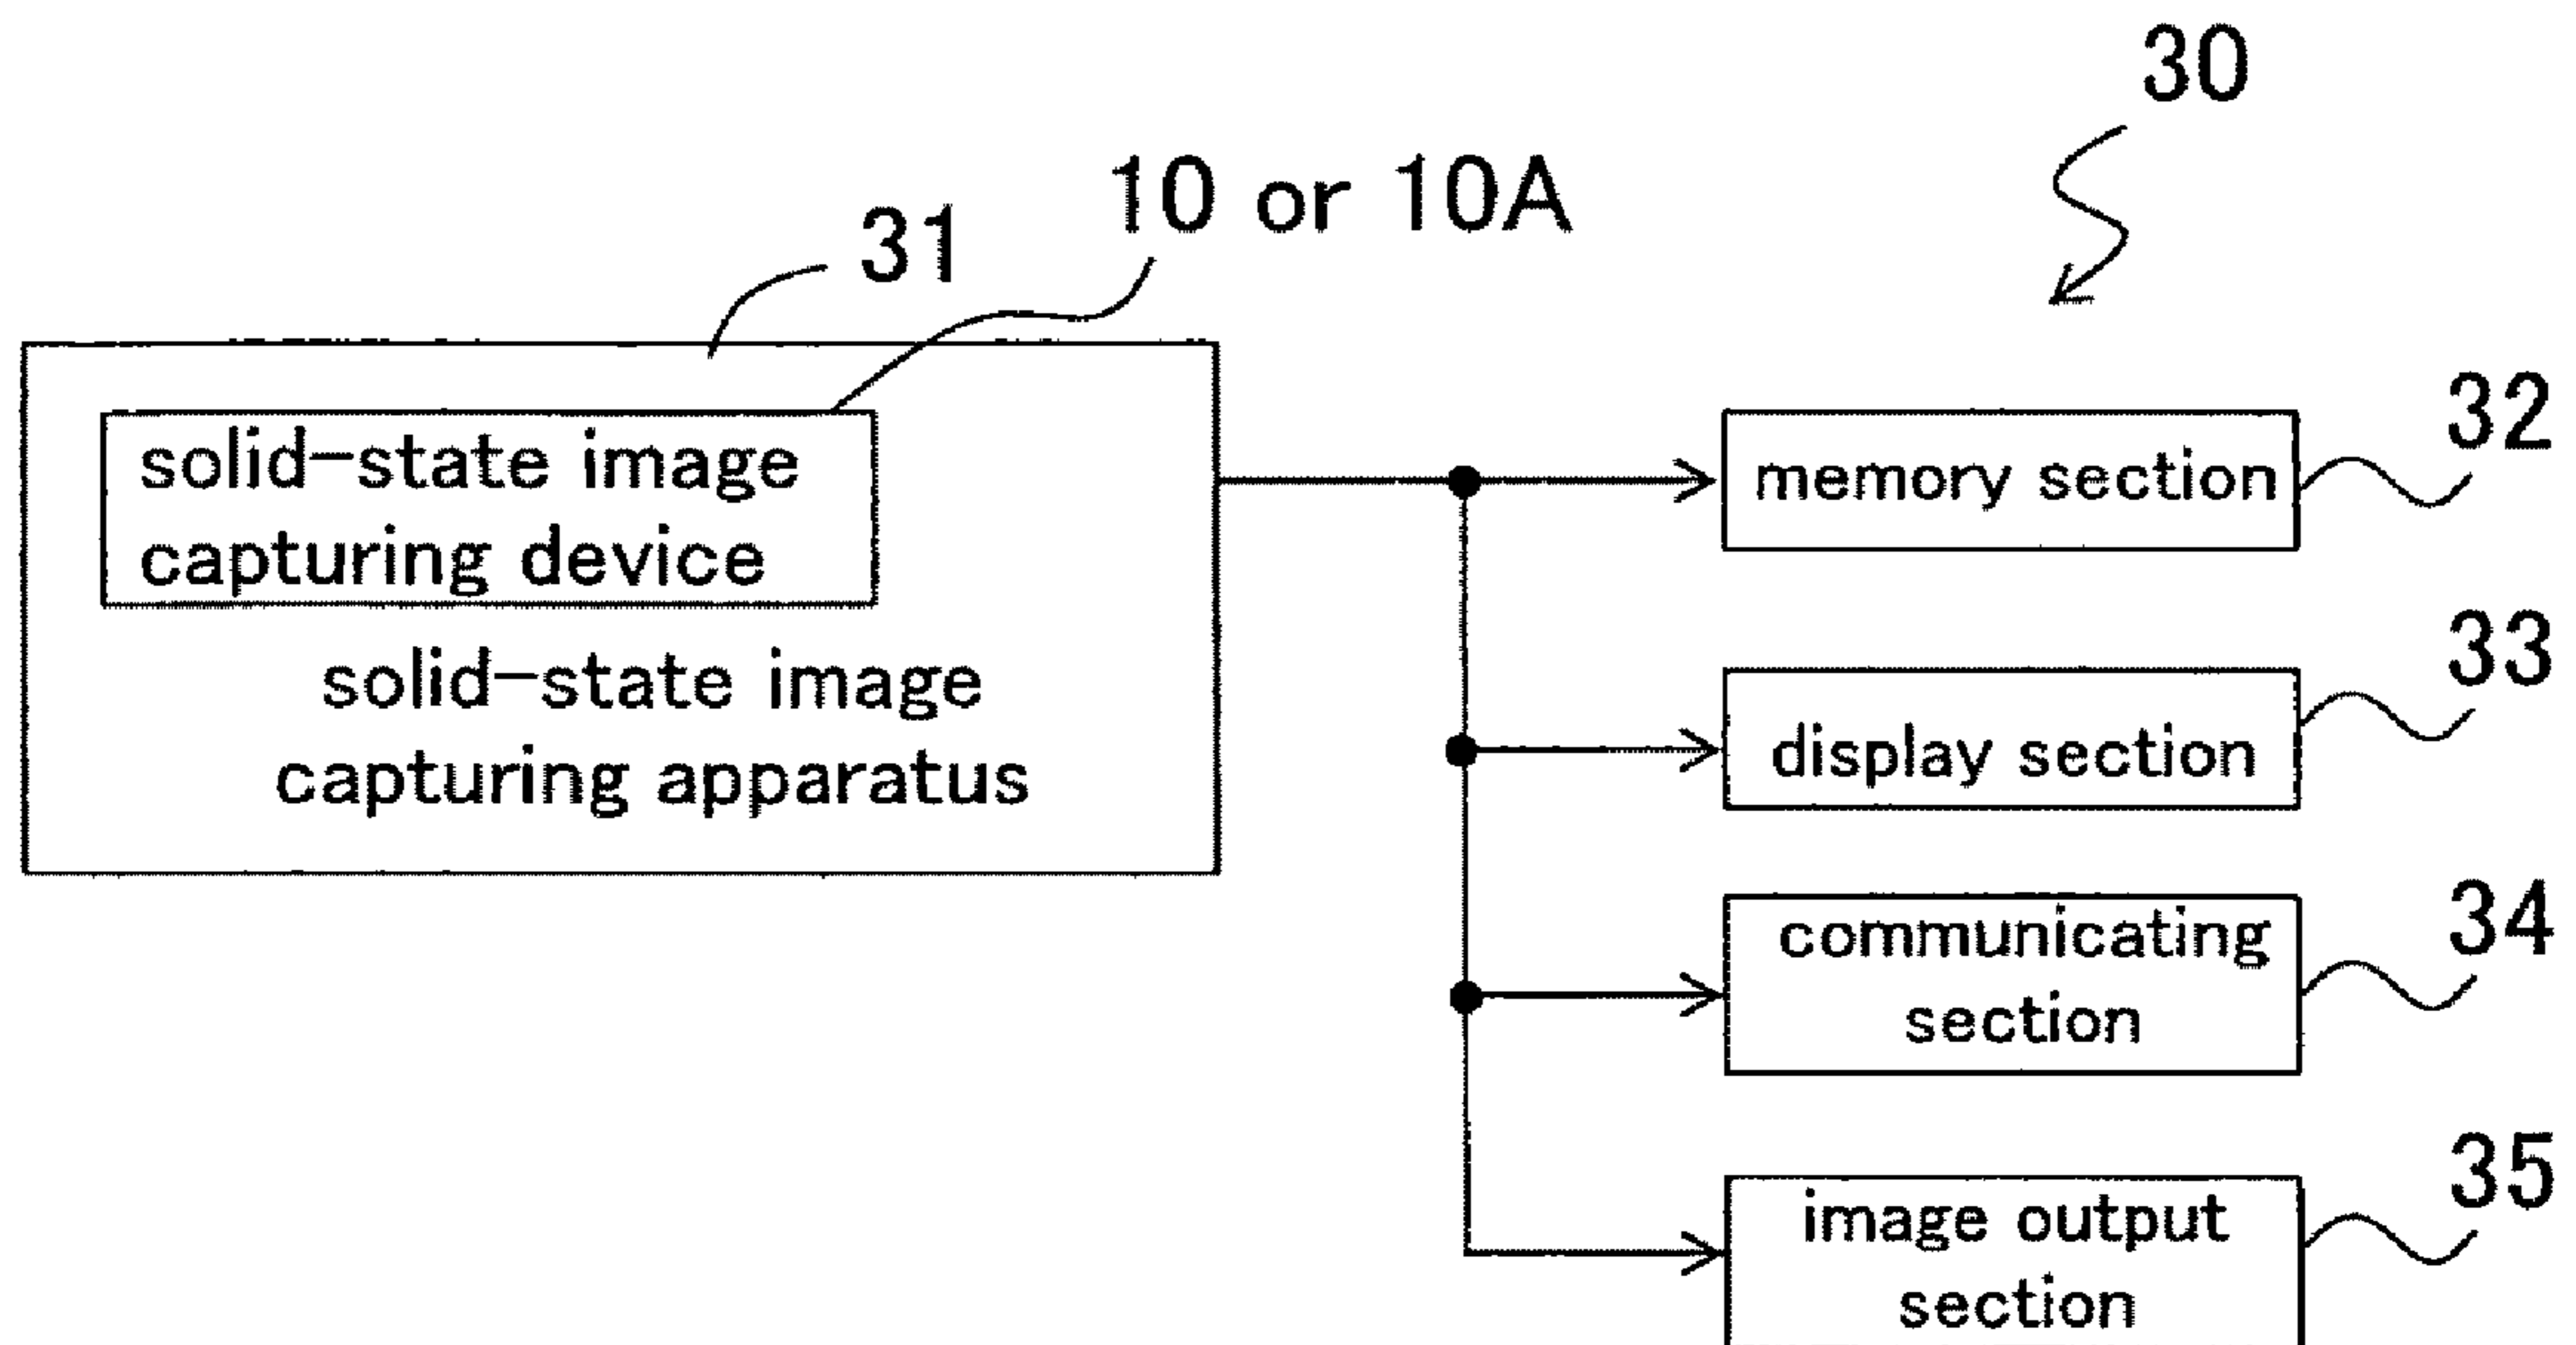 30
10 or 10A
31
solid-state image
capturing device
solid-state image
capturing apparatus
memory section
32
display section
33
communicating
section
34
image output
section
35